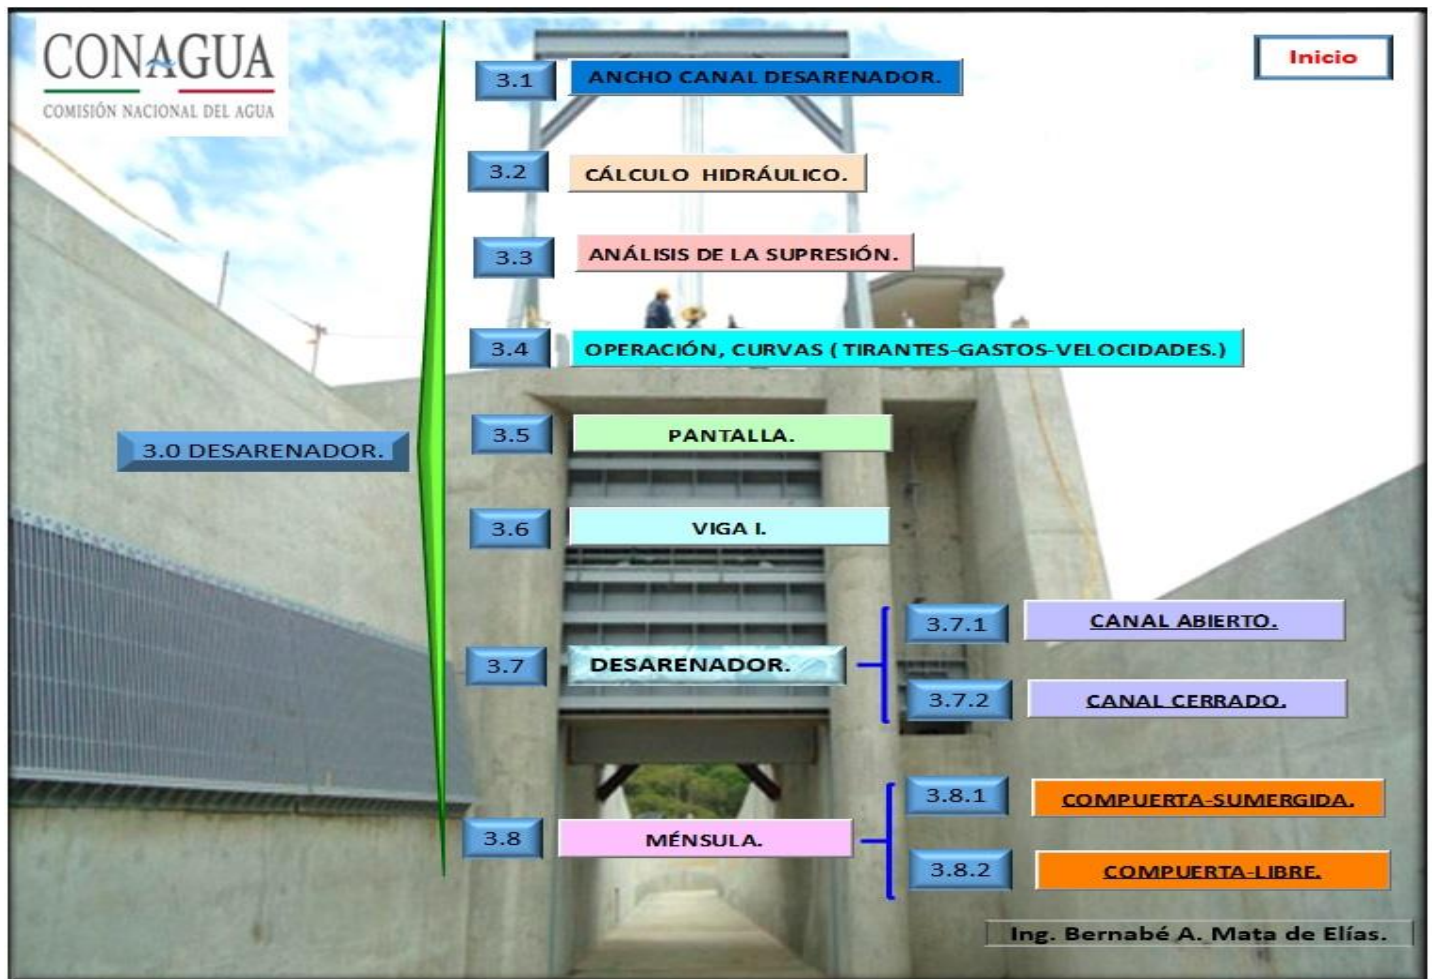 CONAGUA
COMISIÓN NACIONAL DEL AGUA
Inicio
3.1 ANCHO CANAL DESARENADOR.
3.2 CÁLCULO HIDRÁULICO.
3.3 ANÁLISIS DE LA SUPRESIÓN.
3.4 OPERACIÓN, CURVAS ( TIRANTES-GASTOS-VELOCIDADES.)
3.0 DESARENADOR.
3.5 PANTALLA.
3.6 VIGA I.
3.7 DESARENADOR.
3.7.1 CANAL ABIERTO.
3.7.2 CANAL CERRADO.
3.8 MÉNSULA.
3.8.1 COMPUERTA-SUMERGIDA.
3.8.2 COMPUERTA-LIBRE.
Ing. Bernabé A. Mata de Elías.